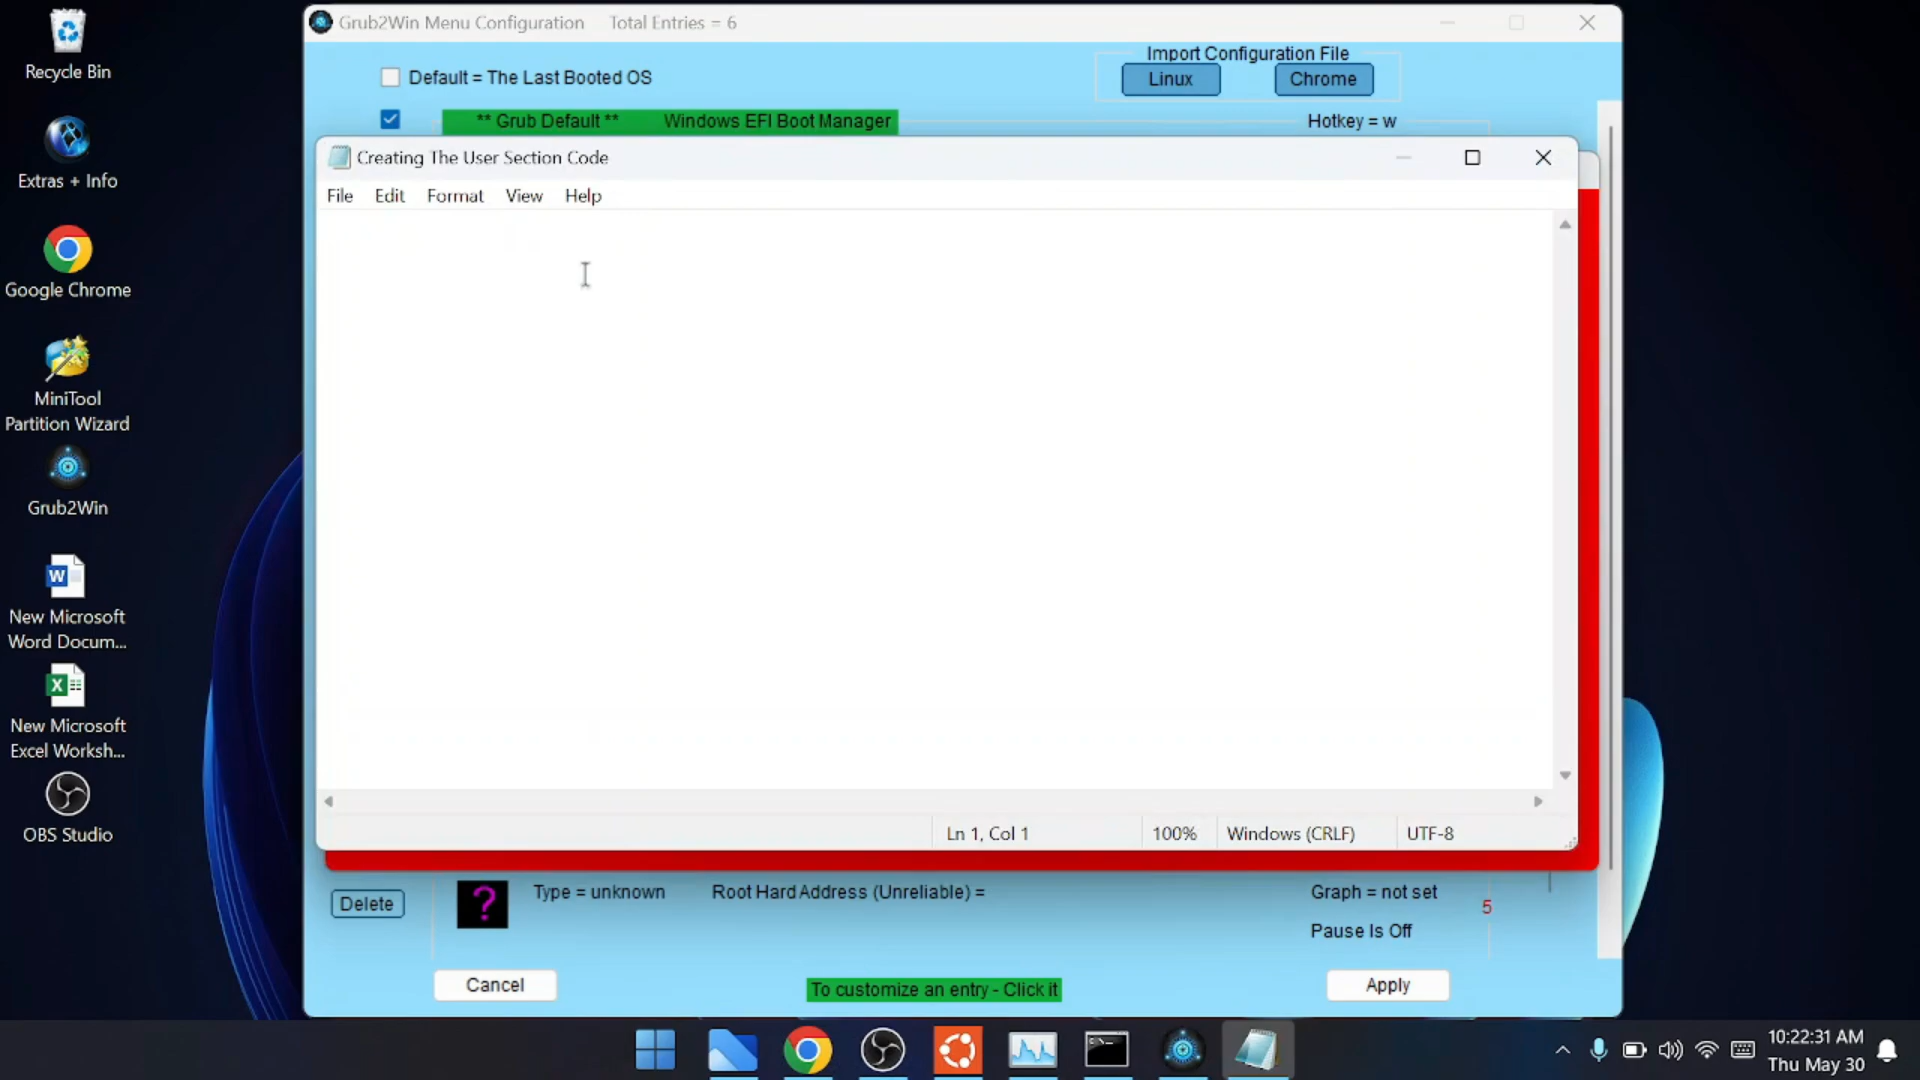 Recycle Bin
Extras + Info
Google Chrome
MiniTool
Partition Wizard
Grub2Win
New Microsoft
Word Docum...
New Microsoft
Excel Worksh...
OBS Studio
Grub2Win Menu Configuration Total Entries = 6
Default = The Last Booted OS
Import Configuration File
Linux Chrome
** Grub Default ** Windows EFI Boot Manager
Hotkey = w
Creating The User Section Code
File Edit Format View Help
Ln 1, Col 1 100% Windows (CRLF) UTF-8
Delete
?
Type = unknown Root Hard Address (Unreliable) =
Graph = not set
5
Pause Is Off
Cancel
To customize an entry - Click it
Apply
10:22:31 AM
Thu May 30